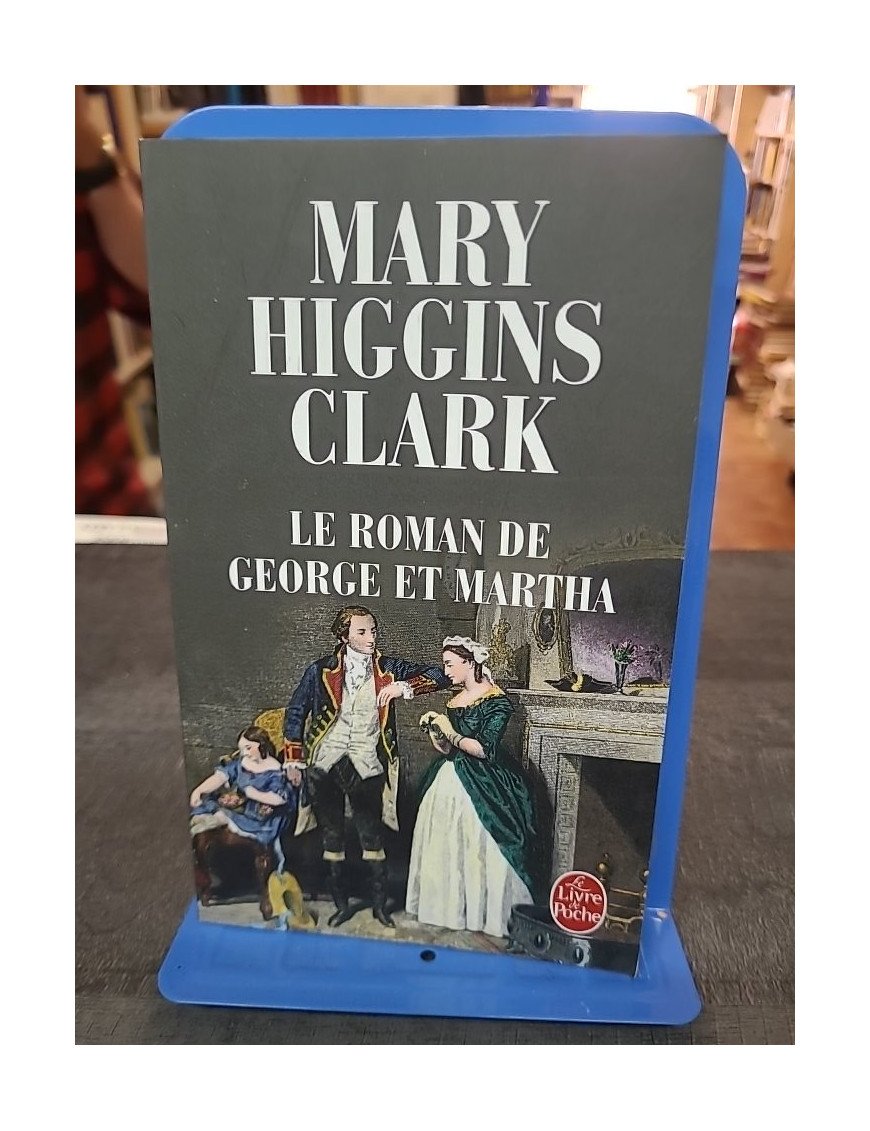 MARY
HIGGINS
CLARK
LE ROMAN DE
GEORGE ET MARTHA
Le
Livre
de
Poche